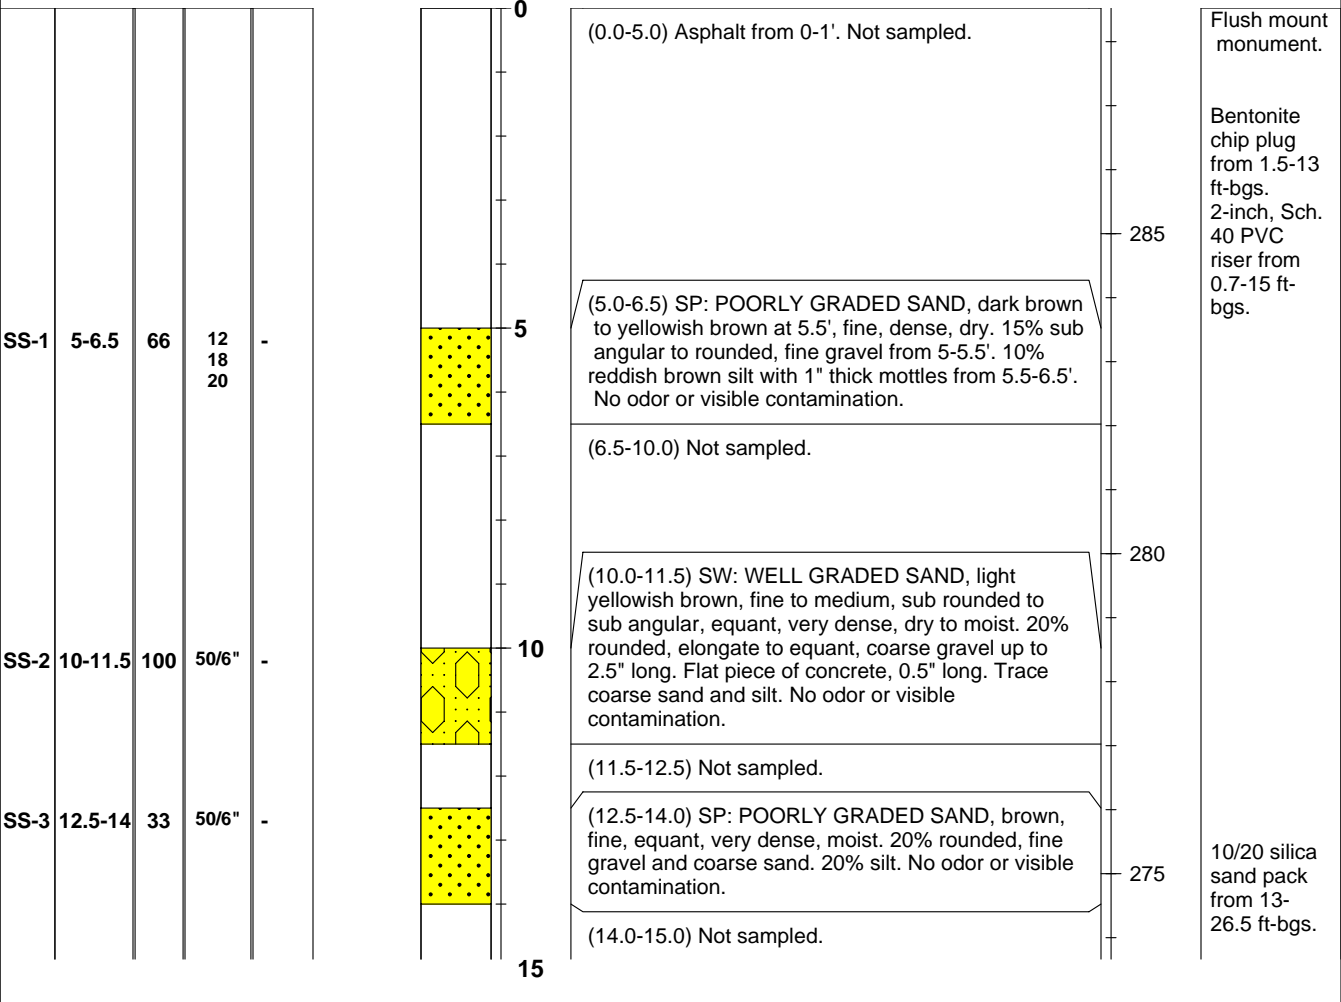 0
(0.0-5.0) Asphalt from 0-1'. Not sampled.
Flush mount
monument.
Bentonite
chip plug
from 1.5-13
ft-bgs.
2-inch, Sch.
40 PVC
riser from
0.7-15 ft-
bgs.
285
(5.0-6.5) SP: POORLY GRADED SAND, dark brown
to yellowish brown at 5.5', fine, dense, dry. 15% sub
angular to rounded, fine gravel from 5-5.5'. 10%
reddish brown silt with 1" thick mottles from 5.5-6.5'.
No odor or visible contamination.
SS-1 5-6.5 66 12 -
18
20
5
(6.5-10.0) Not sampled.
280
(10.0-11.5) SW: WELL GRADED SAND, light
yellowish brown, fine to medium, sub rounded to
sub angular, equant, very dense, dry to moist. 20%
rounded, elongate to equant, coarse gravel up to
2.5" long. Flat piece of concrete, 0.5" long. Trace
coarse sand and silt. No odor or visible
contamination.
SS-2 10-11.5 100 50/6" -
10
(11.5-12.5) Not sampled.
SS-3 12.5-14 33 50/6" -
(12.5-14.0) SP: POORLY GRADED SAND, brown,
fine, equant, very dense, moist. 20% rounded, fine
gravel and coarse sand. 20% silt. No odor or visible
contamination.
275
10/20 silica
sand pack
from 13-
26.5 ft-bgs.
(14.0-15.0) Not sampled.
15